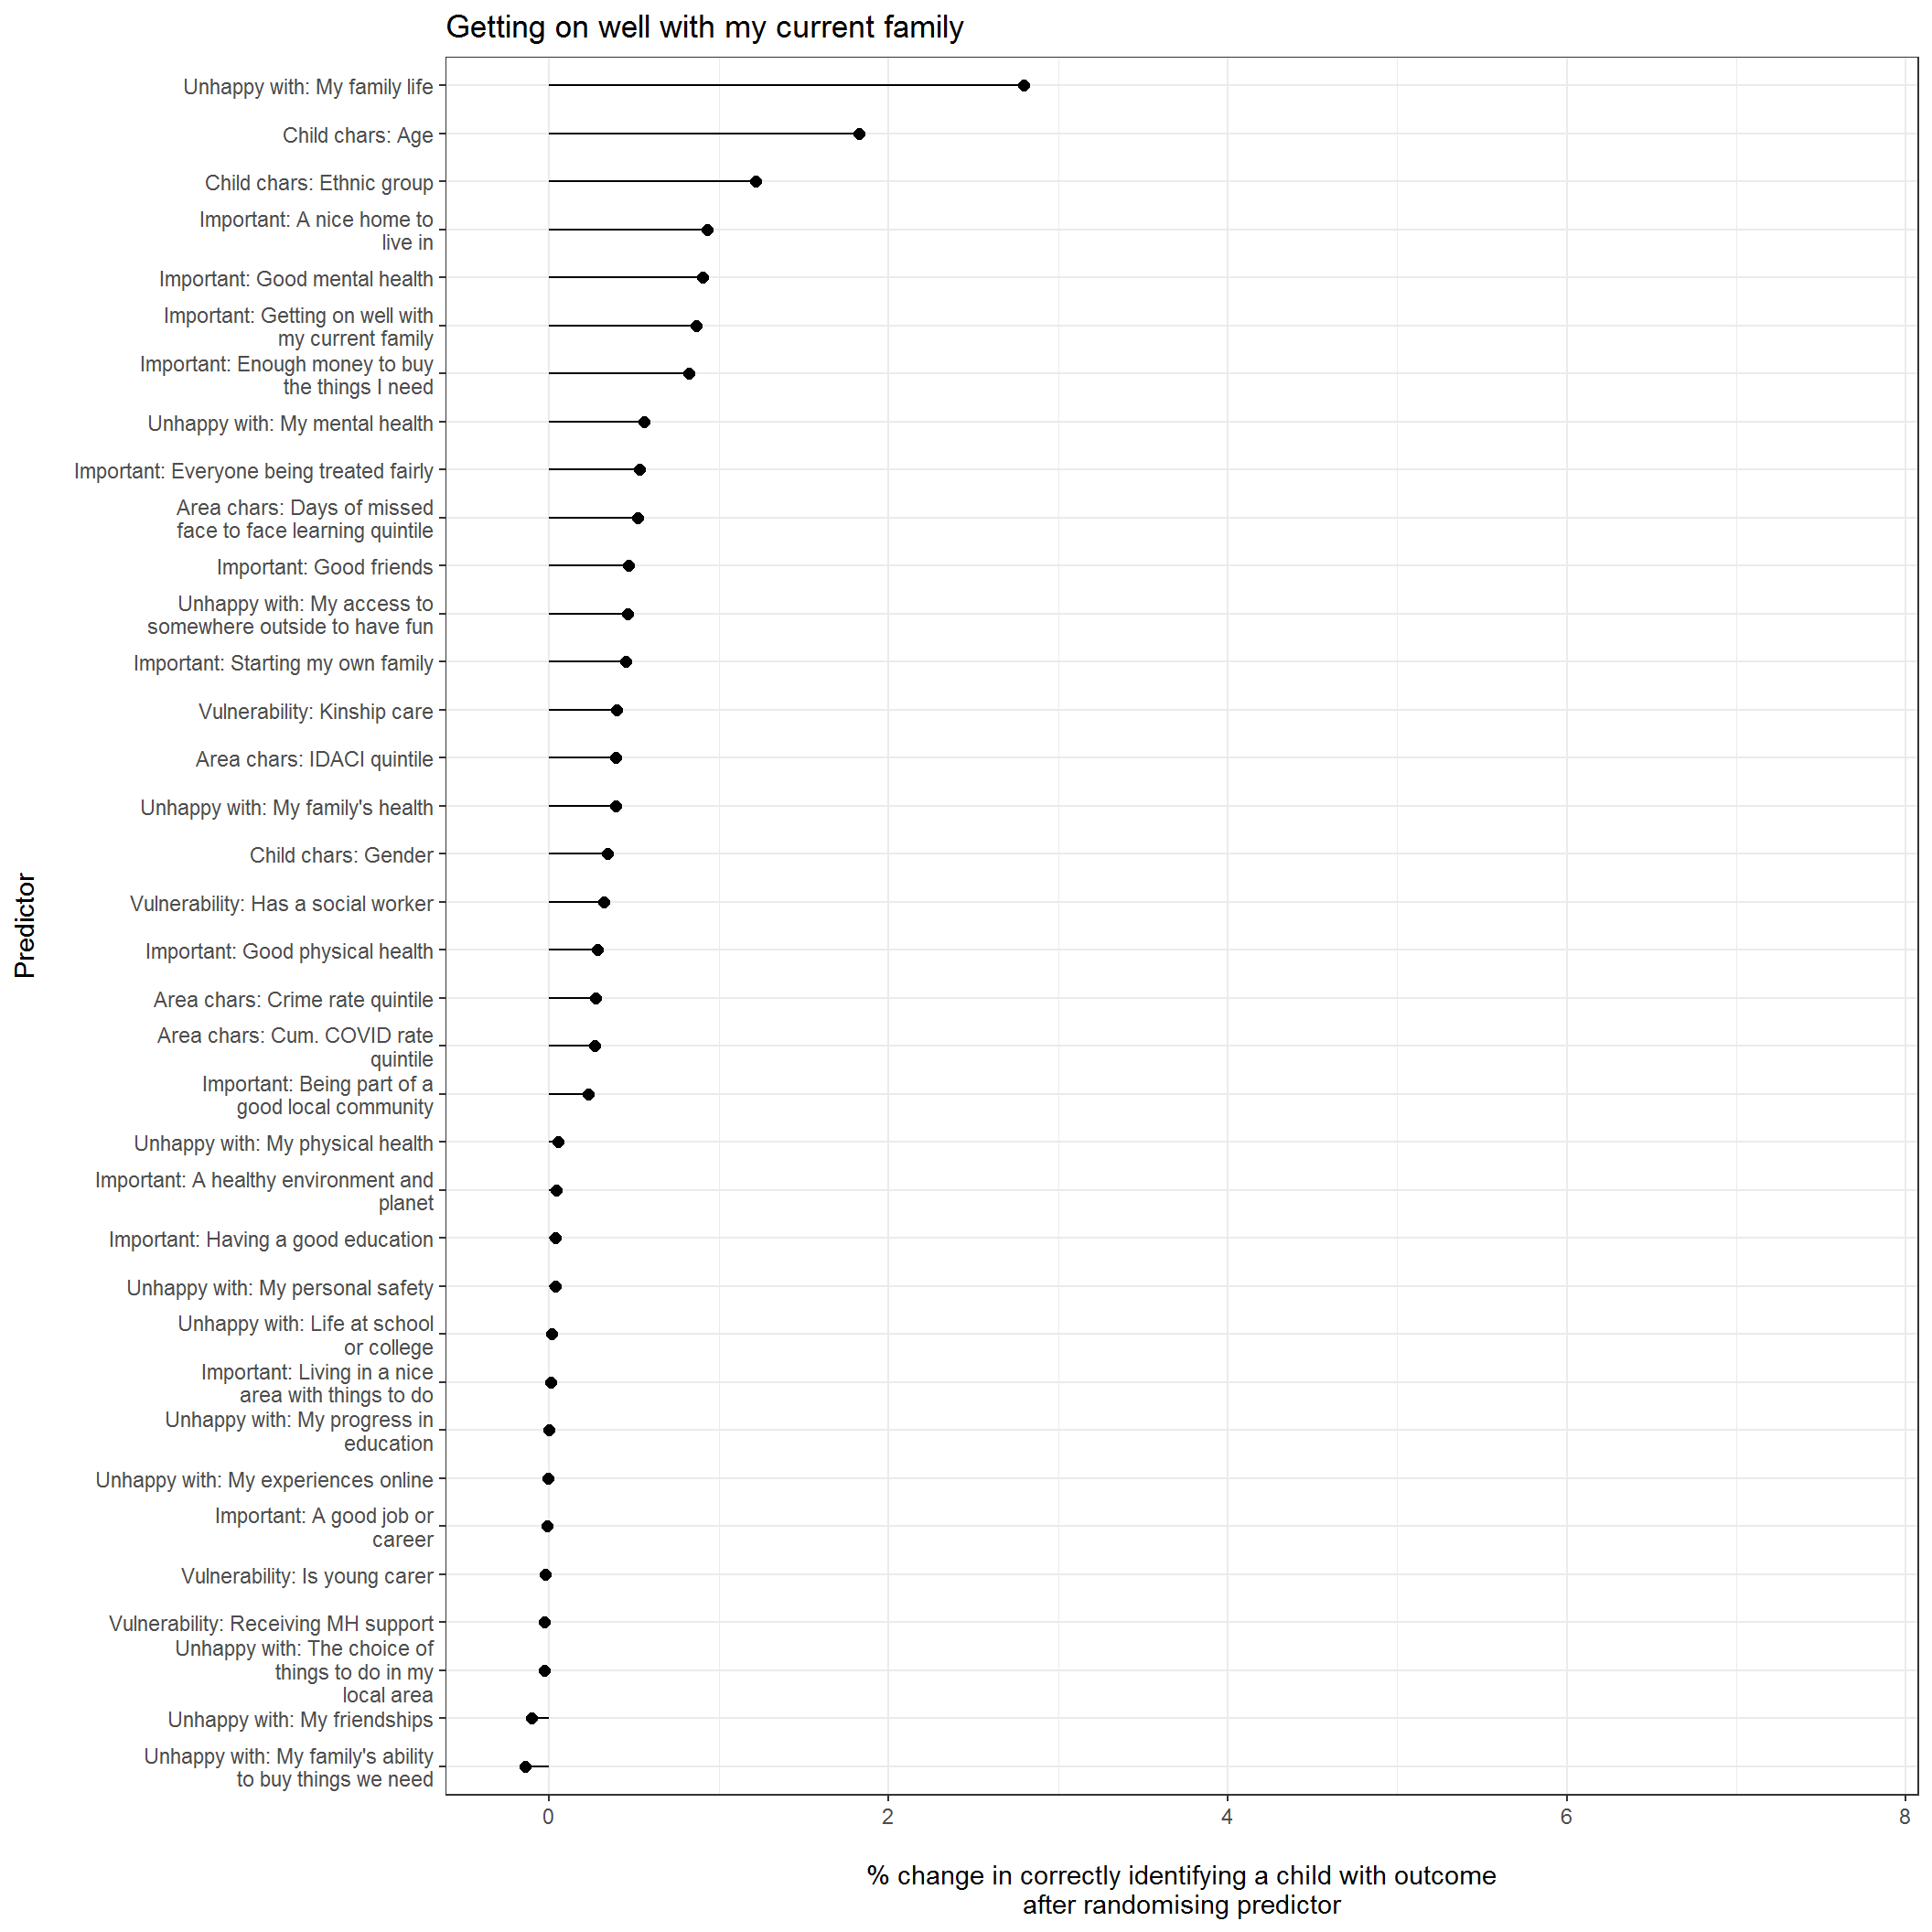 Getting on well with my current family
Unhappy with: My family life
Child chars: Age
Child chars: Ethnic group
Important: A nice home to
live in
Important: Good mental health
Important: Getting on well with
my current family
Important: Enough money to buy
the things I need
Unhappy with: My mental health
Important: Everyone being treated fairly
Area chars: Days of missed
face to face learning quintile
Important: Good friends
Unhappy with: My access to
somewhere outside to have fun
Important: Starting my own family
Vulnerability: Kinship care
Area chars: IDACI quintile
Unhappy with: My family's health
Child chars: Gender
Vulnerability: Has a social worker
Important: Good physical health
Area chars: Crime rate quintile
Area chars: Cum. COVID rate
quintile
Important: Being part of a
good local community
Unhappy with: My physical health
Important: A healthy environment and
planet
Important: Having a good education
Unhappy with: My personal safety
Unhappy with: Life at school
or college
Important: Living in a nice
area with things to do
Unhappy with: My progress in
education
Unhappy with: My experiences online
Important: A good job or
career
Vulnerability: Is young carer
Vulnerability: Receiving MH support
Unhappy with: The choice of
things to do in my
local area
Unhappy with: My friendships
Unhappy with: My family's ability
to buy things we need
Predictor
0 2 4 6 8
% change in correctly identifying a child with outcome
after randomising predictor